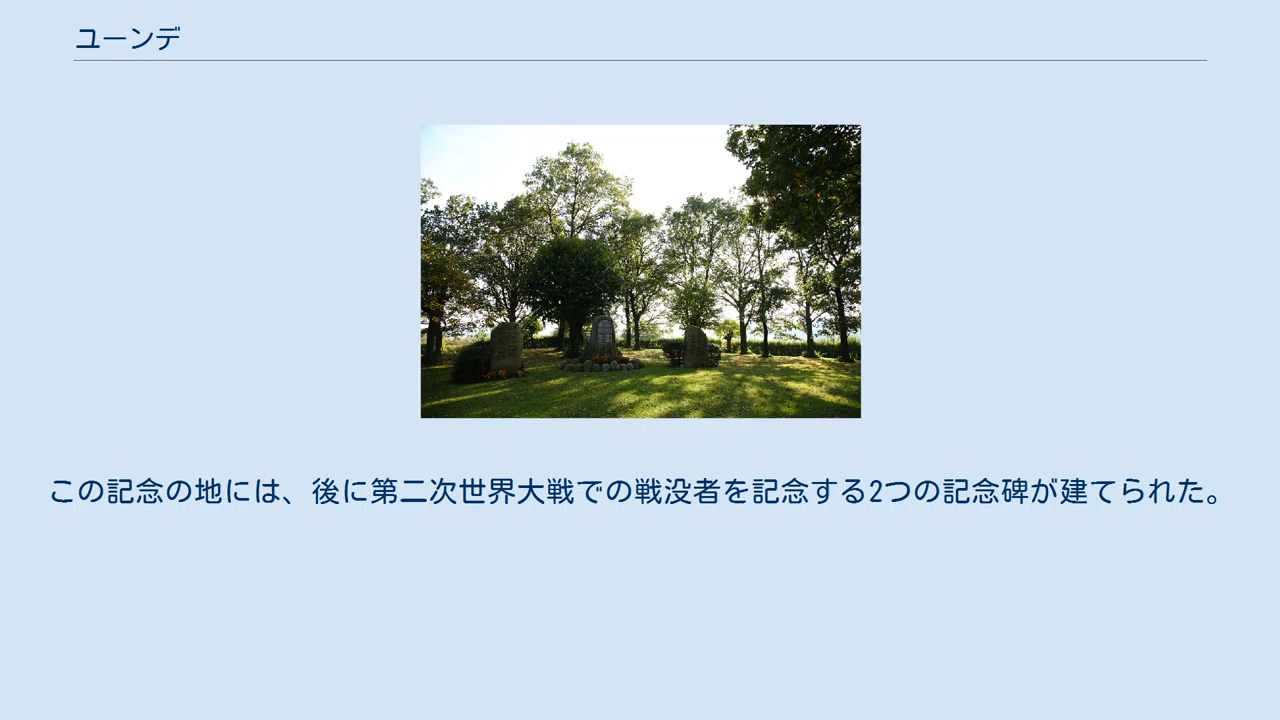 ユーンデ
この記念の地には、後に第二次世界大戦での戦没者を記念する2つの記念碑が建てられた。